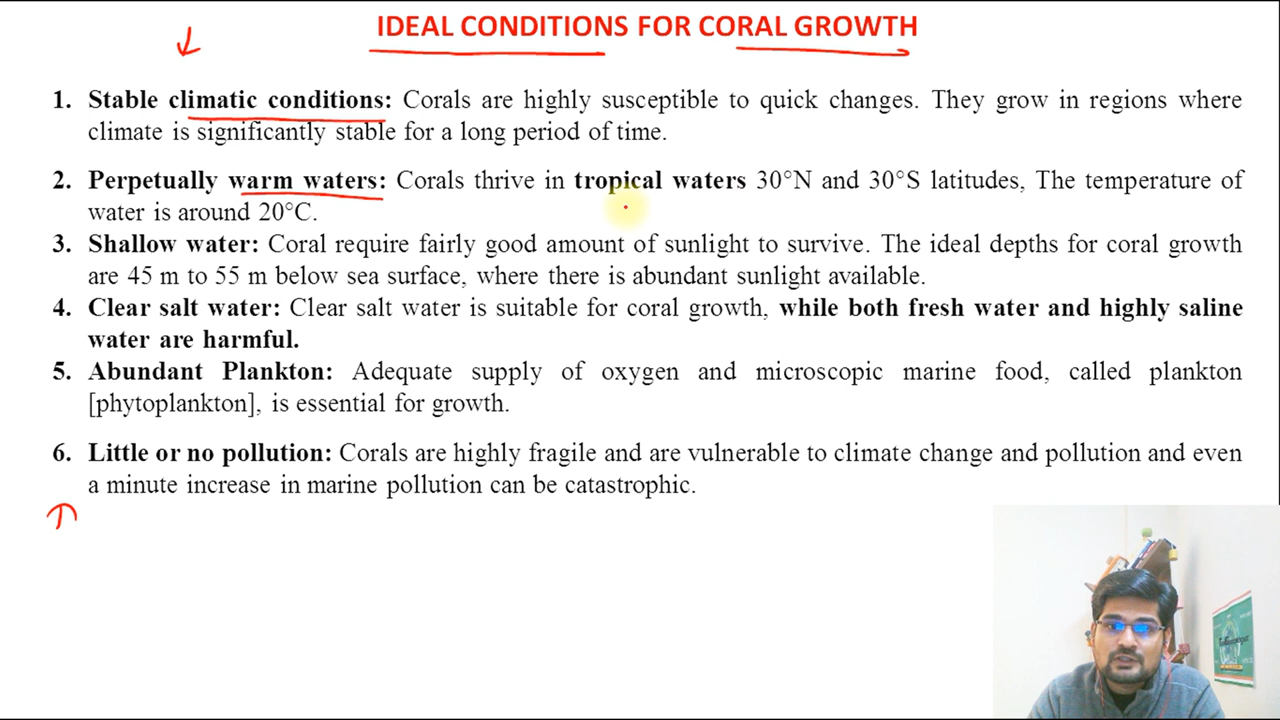 IDEAL CONDITIONS FOR CORAL GROWTH
1. Stable climatic conditions: Corals are highly susceptible to quick changes. They grow in regions where
climate is significantly stable for a long period of time.
2. Perpetually warm waters: Corals thrive in tropical waters 30°N and 30°S latitudes, The temperature of
water is around 20°C.
3. Shallow water: Coral require fairly good amount of sunlight to survive. The ideal depths for coral growth
are 45 m to 55 m below sea surface, where there is abundant sunlight available.
4. Clear salt water: Clear salt water is suitable for coral growth, while both fresh water and highly saline
water are harmful.
5. Abundant Plankton: Adequate supply of oxygen and microscopic marine food, called plankton
[phytoplankton], is essential for growth.
6. Little or no pollution: Corals are highly fragile and are vulnerable to climate change and pollution and even
a minute increase in marine pollution can be catastrophic.